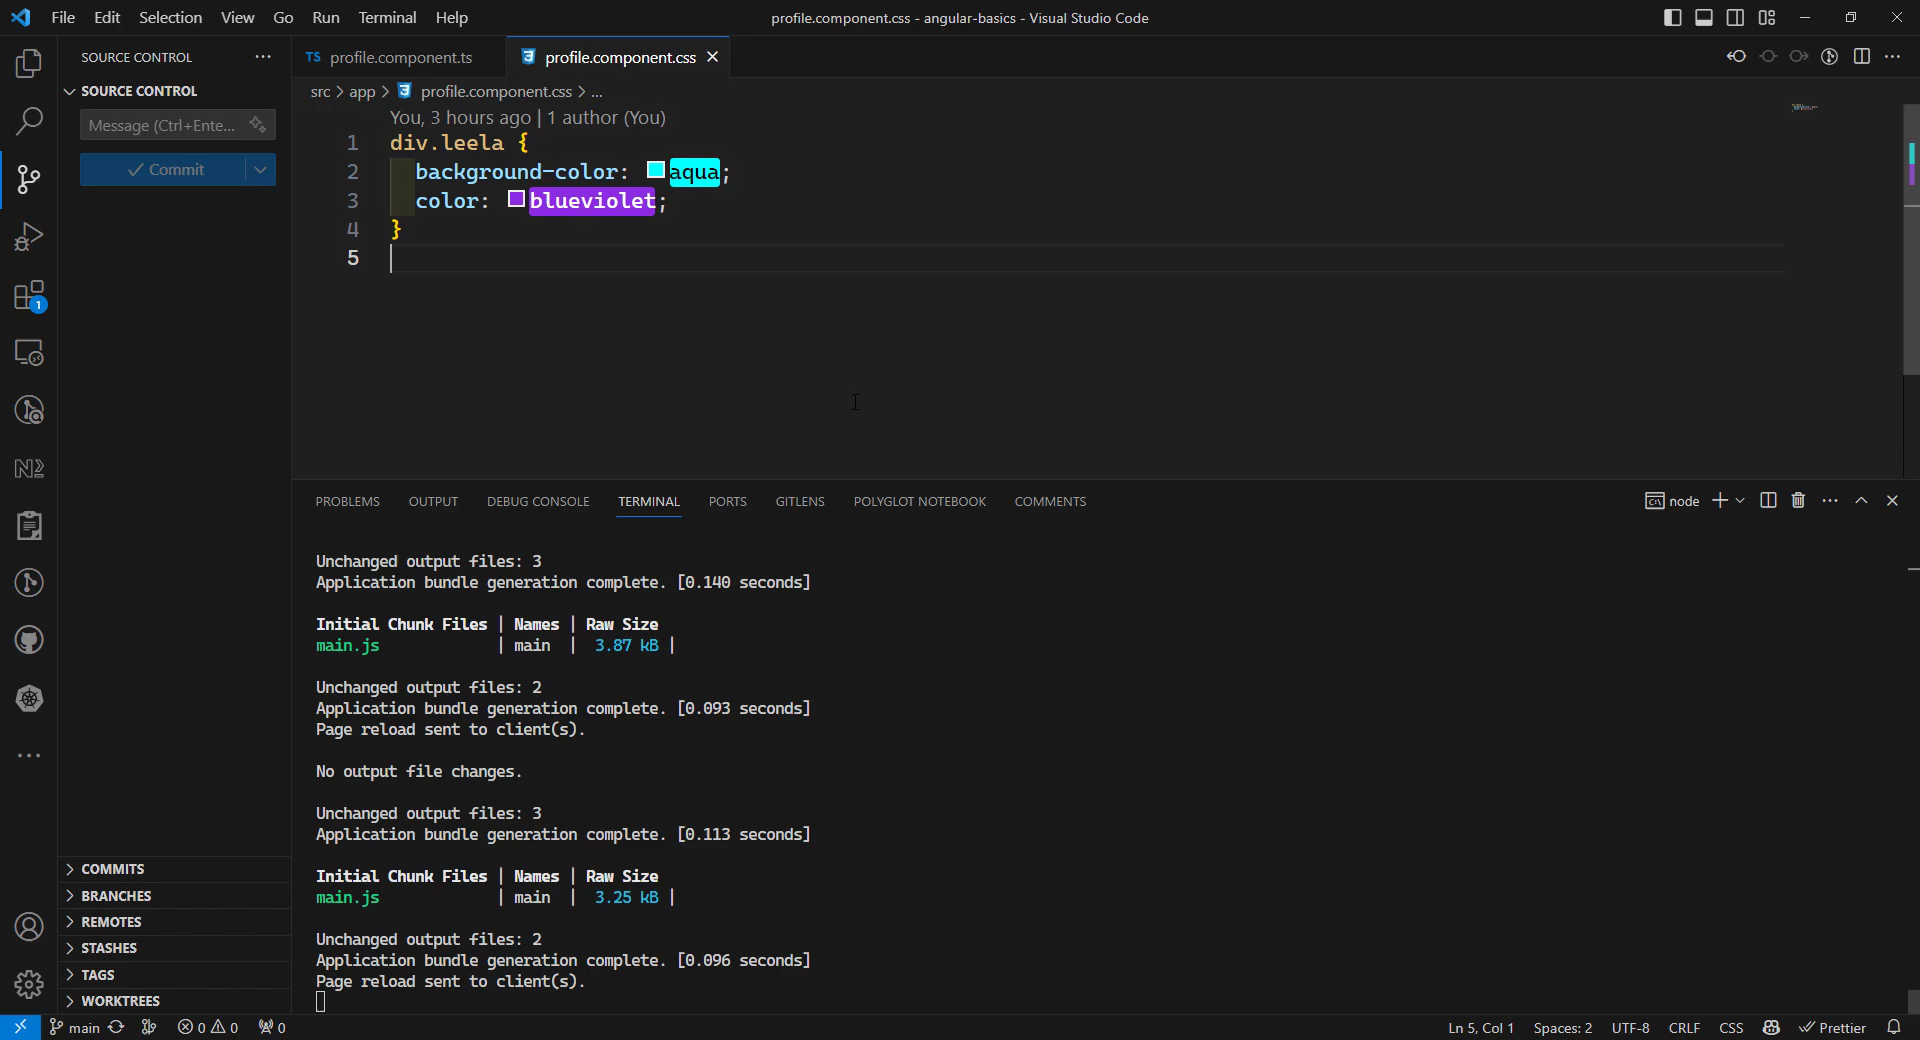 File Edit Selection View Go Run Terminal Help
profile.component.css - angular-basics - Visual Studio Code
SOURCE CONTROL
SOURCE CONTROL
Message (Ctrl+Ente...
Commit
1
COMMITS
BRANCHES
REMOTES
STASHES
TAGS
WORKTREES
TS profile.component.ts
profile.component.css
src > app > profile.component.css > ...
You, 3 hours ago | 1 author (You)
1 div.leela {
2 background-color: aqua;
3 color: blueviolet;
4 }
5
PROBLEMS OUTPUT DEBUG CONSOLE TERMINAL PORTS GITLENS POLYGLOT NOTEBOOK COMMENTS
node
Unchanged output files: 3
Application bundle generation complete. [0.140 seconds]
Initial Chunk Files | Names | Raw Size
main.js | main | 3.87 kB |
Unchanged output files: 2
Application bundle generation complete. [0.093 seconds]
Page reload sent to client(s).
No output file changes.
Unchanged output files: 3
Application bundle generation complete. [0.113 seconds]
Initial Chunk Files | Names | Raw Size
main.js | main | 3.25 kB |
Unchanged output files: 2
Application bundle generation complete. [0.096 seconds]
Page reload sent to client(s).
main 0 0 0
Ln 5, Col 1 Spaces: 2 UTF-8 CRLF CSS Prettier